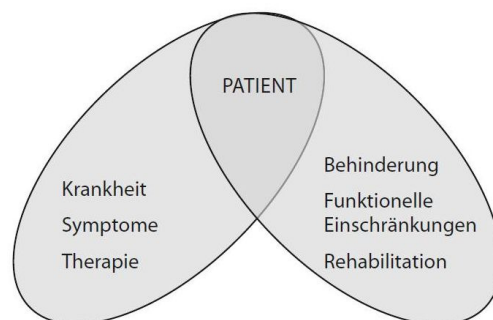 PATIENT
Krankheit
Symptome
Therapie
Behinderung
Funktionelle
Einschränkungen
Rehabilitation